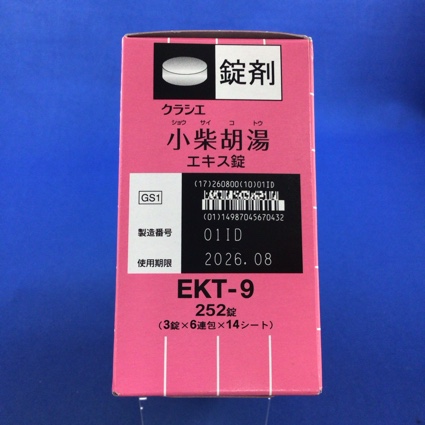 錠剤
クラシエ
ショウ サイ コ トウ
小柴胡湯
エキス錠
(17)260800(10)01ID
GS1
(01)14987045670432
製造番号 01ID
使用期限 2026.08
EKT-9
252錠
(3錠×6連包×14シート)